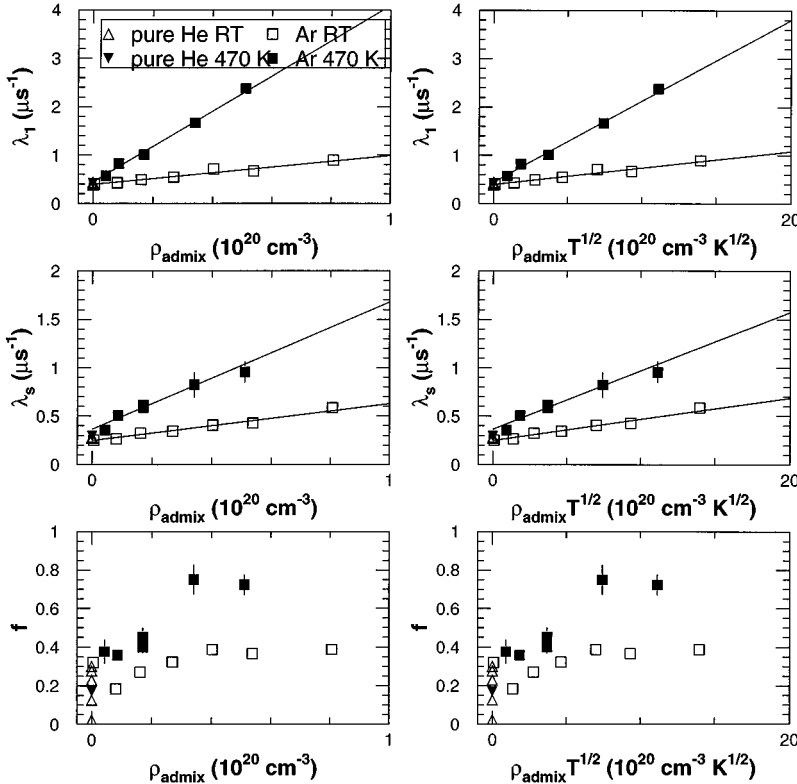 4
3
2
1
0
λ1 (μs-1)
pure He RT
Ar RT
pure He 470 K
Ar 470 K
0
1
ρadmix (10^20 cm-3)
4
3
2
1
0
λ1 (μs-1)
0
20
ρadmixT^1/2 (10^20 cm-3 K^1/2)
2
1.5
1
0.5
0
λs (μs-1)
0
1
ρadmix (10^20 cm-3)
2
1.5
1
0.5
0
λs (μs-1)
0
20
ρadmixT^1/2 (10^20 cm-3 K^1/2)
1
0.8
0.6
0.4
0.2
0
f
0
1
ρadmix (10^20 cm-3)
1
0.8
0.6
0.4
0.2
0
f
0
20
ρadmixT^1/2 (10^20 cm-3 K^1/2)